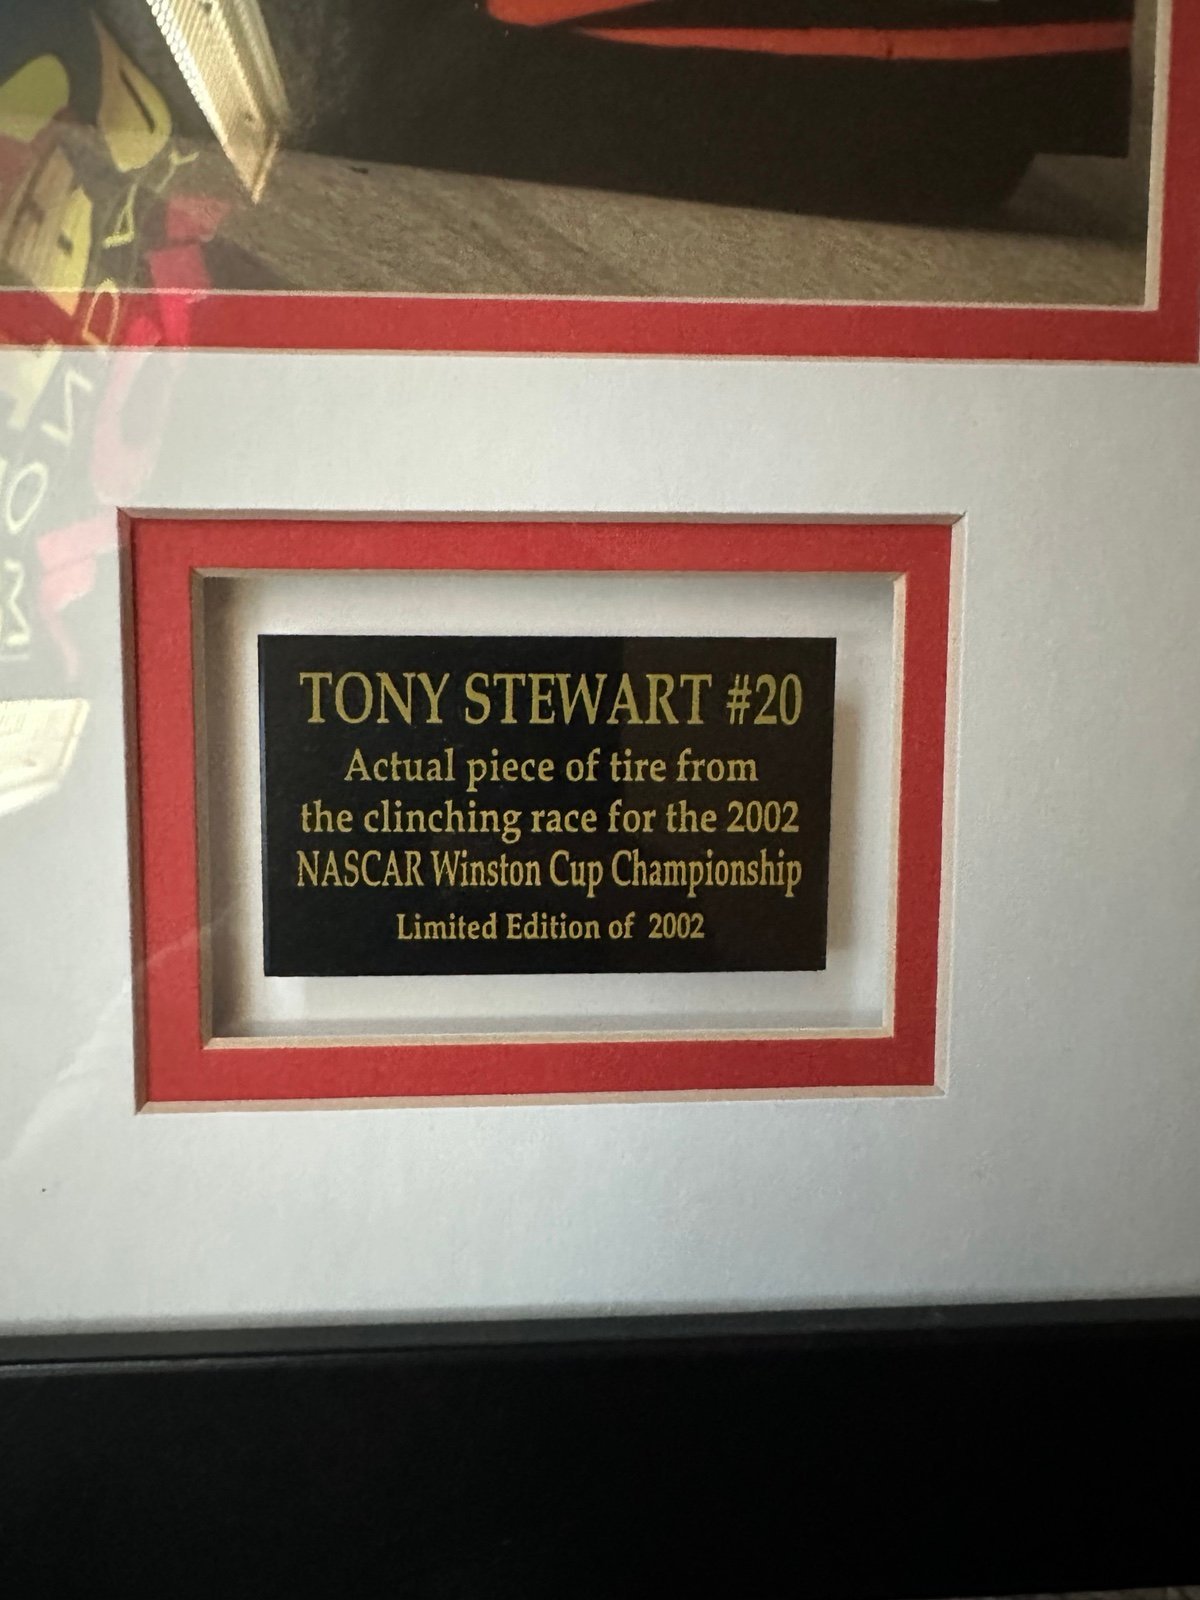 TONY STEWART #20
Actual piece of tire from
the clinching race for the 2002
NASCAR Winston Cup Championship
Limited Edition of 2002